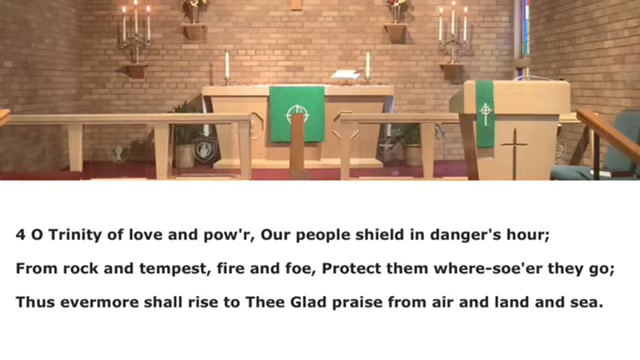 4 O Trinity of love and pow'r, Our people shield in danger's hour;
From rock and tempest, fire and foe, Protect them where-soe'er they go;
Thus evermore shall rise to Thee Glad praise from air and land and sea.